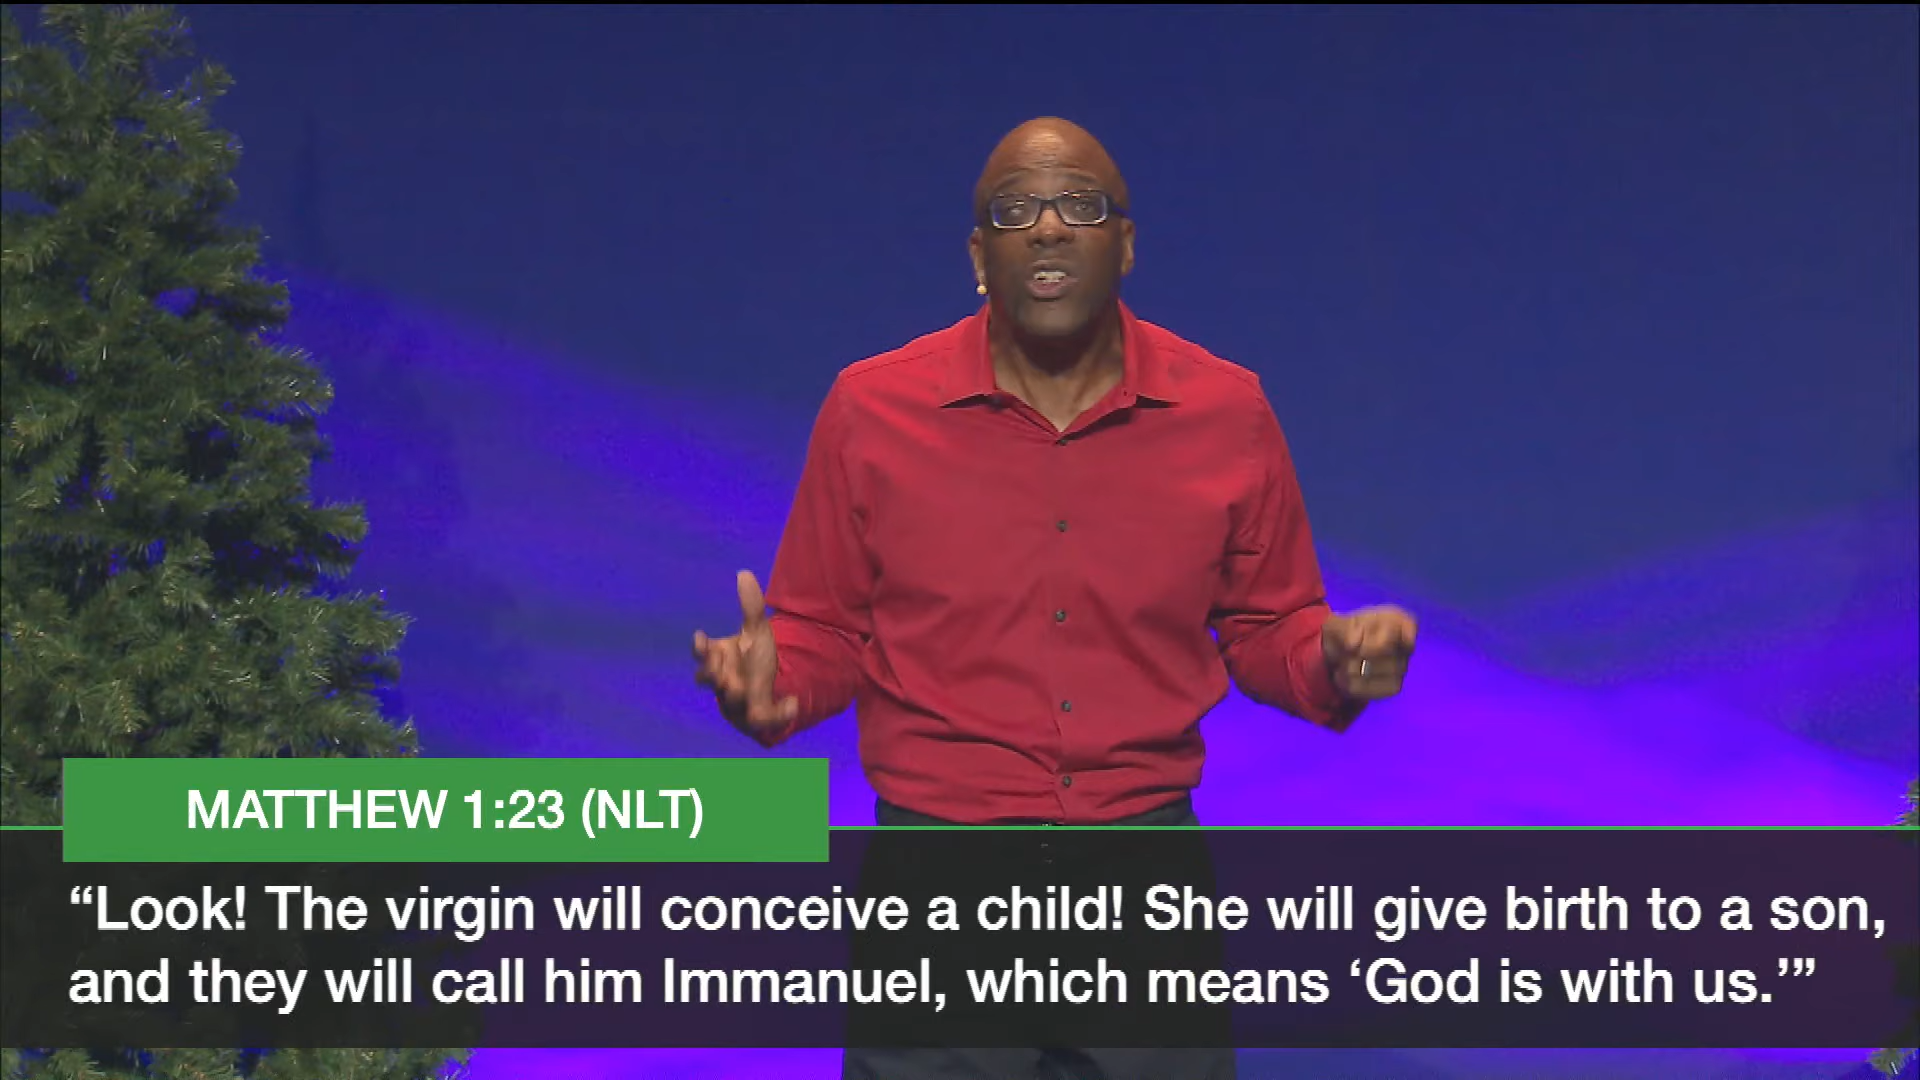 MATTHEW 1:23 (NLT)
“Look! The virgin will conceive a child! She will give birth to a son,
and they will call him Immanuel, which means ‘God is with us.’”